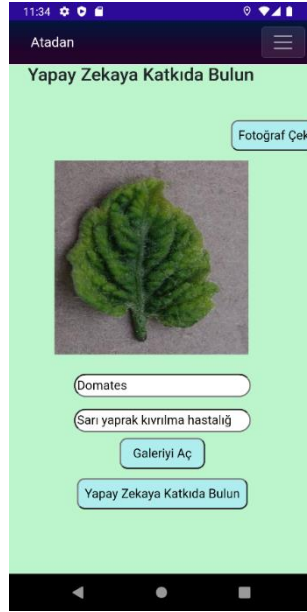 11:34
Atadan
Yapay Zekaya Katkıda Bulun
Fotoğraf Çek
Domates
Sarı yaprak kıvrılma hastalığ
Galeriyi Aç
Yapay Zekaya Katkıda Bulun